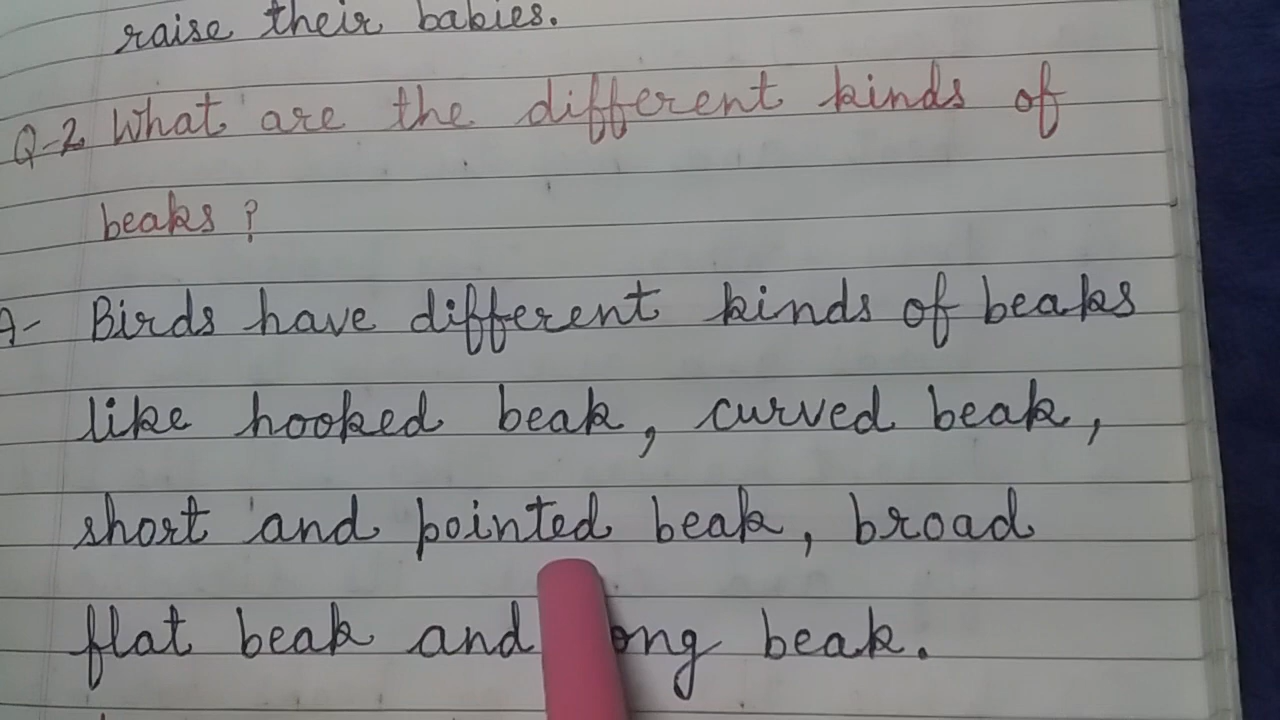 raise their babies.
Q-2 What are the different kinds of
beaks?
A- Birds have different kinds of beaks
like hooked beak, curved beak,
short and pointed beak, broad
flat beak and ong beak.